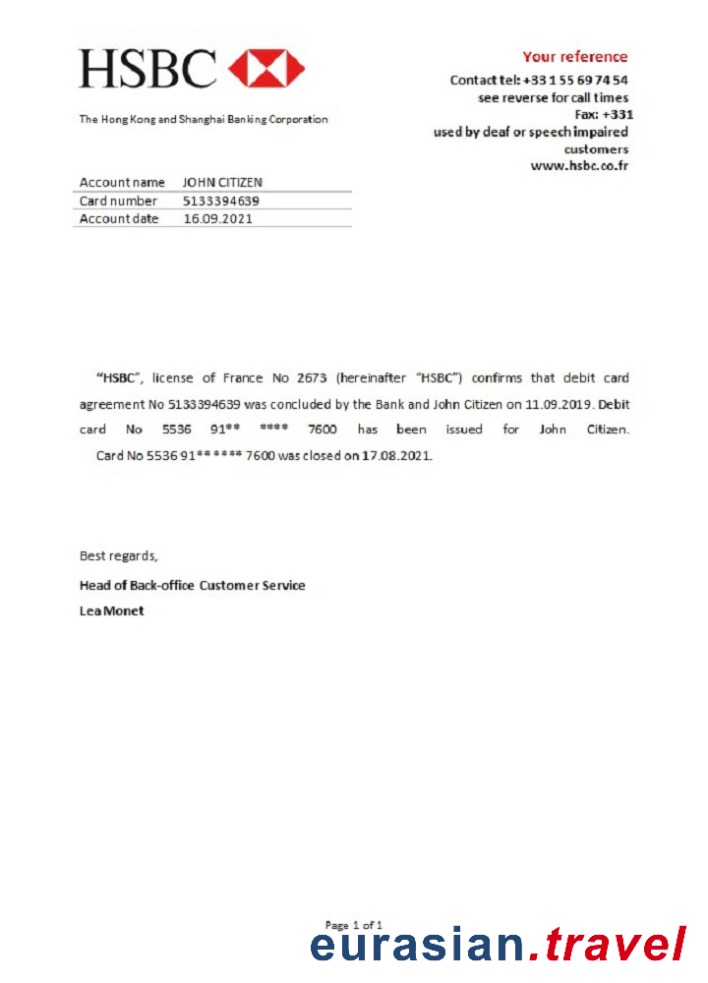 HSBC
The Hong Kong and Shanghai Banking Corporation
Your reference
Contact tel: +33 1 55 69 74 54
see reverse for call times
Fax: +331
used by deaf or speech impaired
customers
www.hsbc.co.fr
Account name JOHN CITIZEN
Card number 5133394639
Account date 16.09.2021
“HSBC”, license of France No 2673 (hereinafter “HSBC”) confirms that debit card
agreement No 5133394639 was concluded by the Bank and John Citizen on 11.09.2019. Debit
card No 5536 91** **** 7600 has been issued for John Citizen.
Card No 5536 91** **** 7600 was closed on 17.08.2021.
Best regards,
Head of Back-office Customer Service
Lea Monet
Page 1 of 1
eurasian.travel